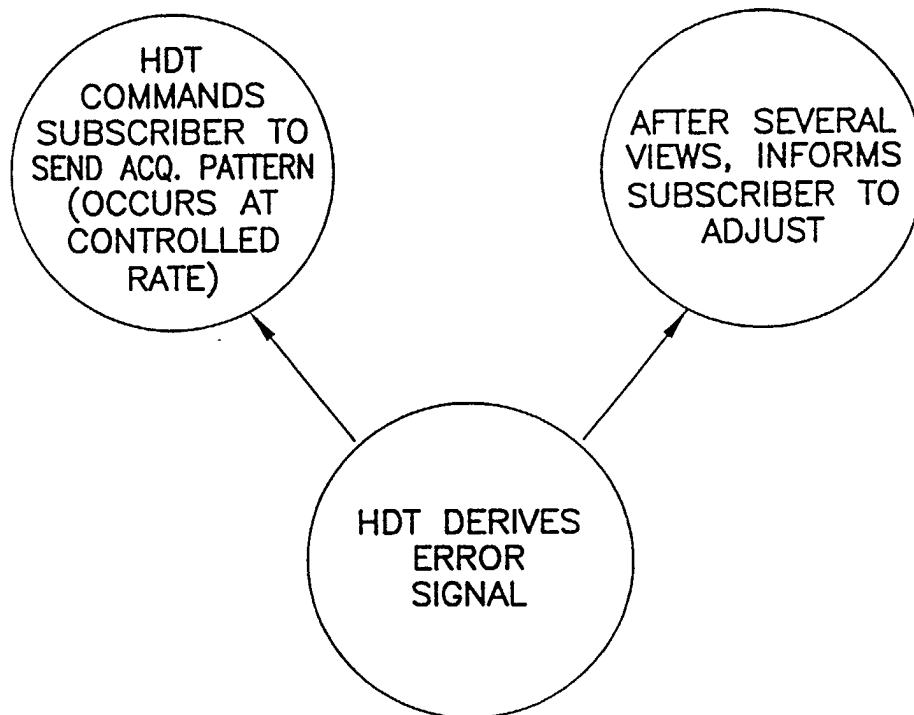 HDT
COMMANDS
SUBSCRIBER TO
SEND ACQ. PATTERN
(OCCURS AT
CONTROLLED
RATE)
AFTER SEVERAL
VIEWS, INFORMS
SUBSCRIBER TO
ADJUST
HDT DERIVES
ERROR
SIGNAL